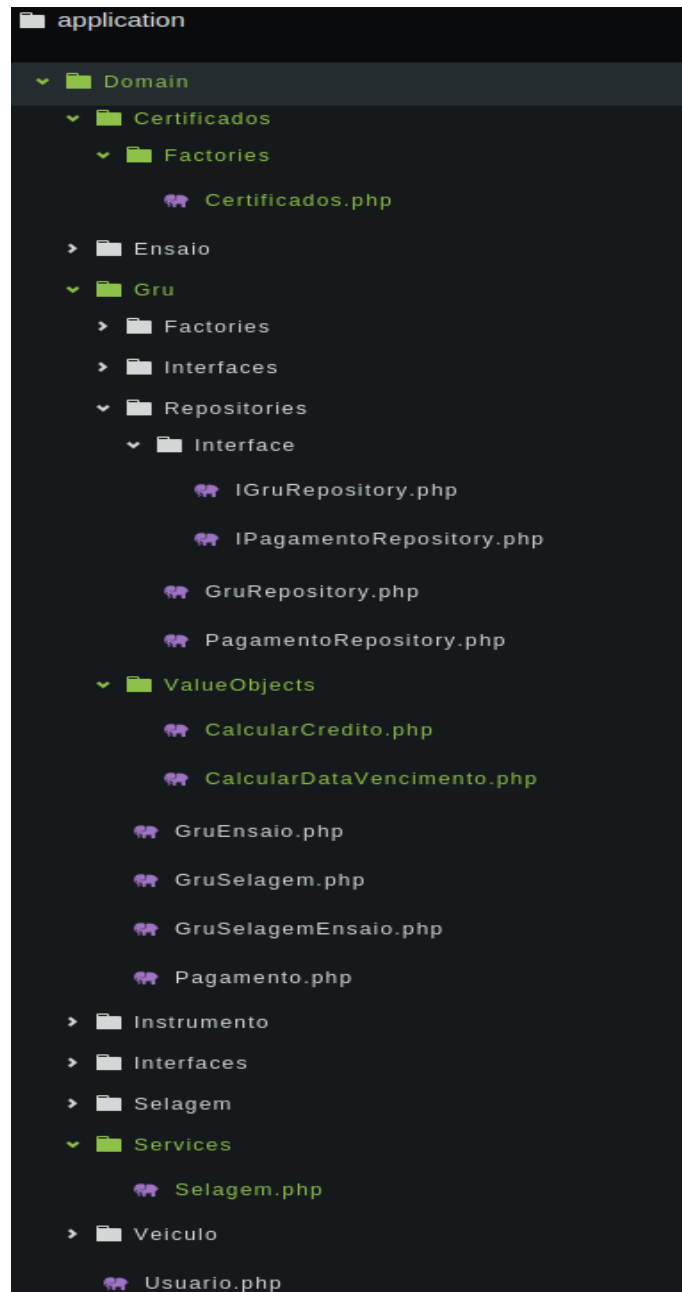 application
Domain
Certificados
Factories
Certificados.php
Ensaio
Gru
Factories
Interfaces
Repositories
Interface
IGruRepository.php
IPagamentoRepository.php
GruRepository.php
PagamentoRepository.php
ValueObjects
CalcularCredito.php
CalcularDataVencimento.php
GruEnsaio.php
GruSelagem.php
GruSelagemEnsaio.php
Pagamento.php
Instrumento
Interfaces
Selagem
Services
Selagem.php
Veiculo
Usuario.php